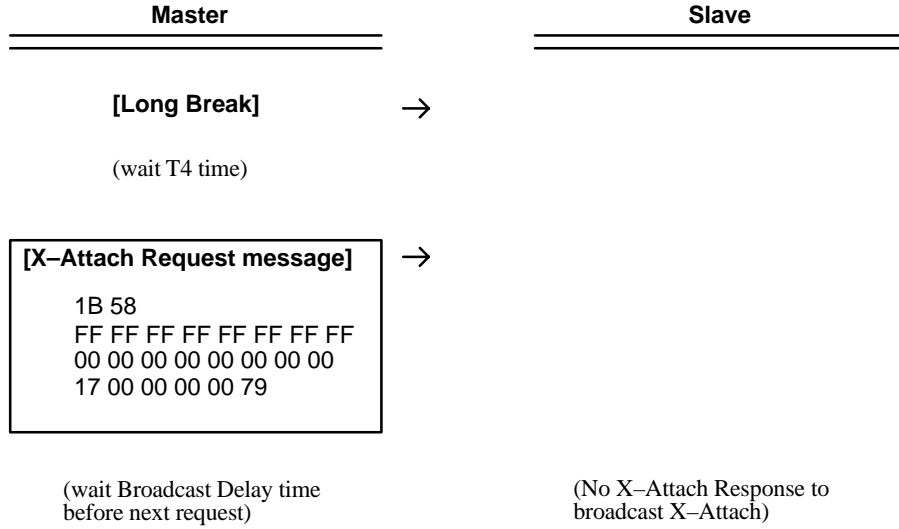 Master
Slave
[Long Break] →
(wait T4 time)
[X–Attach Request message] →
1B 58
FF FF FF FF FF FF FF FF
00 00 00 00 00 00 00 00
17 00 00 00 00 79
(wait Broadcast Delay time
before next request)
(No X–Attach Response to
broadcast X–Attach)